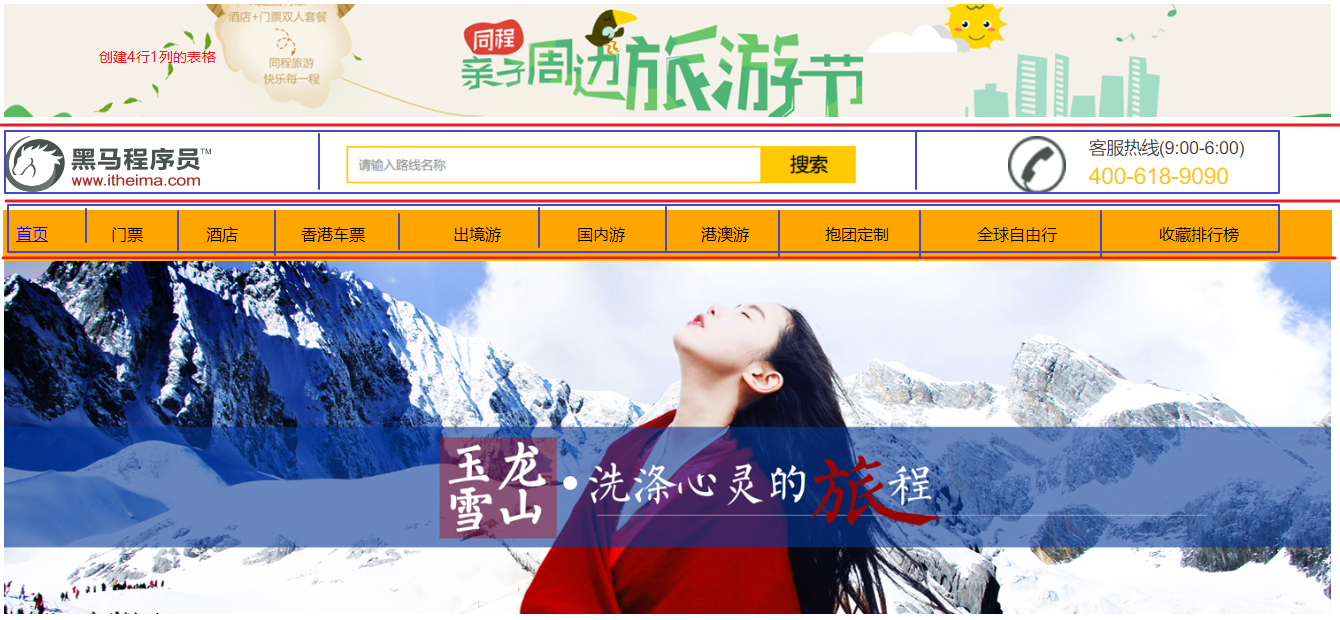 酒店+门票双人套餐
创建4行1列的表格
同程旅游
快乐每一程
同程
亲子周边旅游节
黑马程序员™
www.itheima.com
请输入路线名称
搜索
客服热线(9:00-6:00)
400-618-9090
首页 门票 酒店 香港车票 出境游 国内游 港澳游 抱团定制 全球自由行 收藏排行榜
玉龙雪山·洗涤心灵的旅程